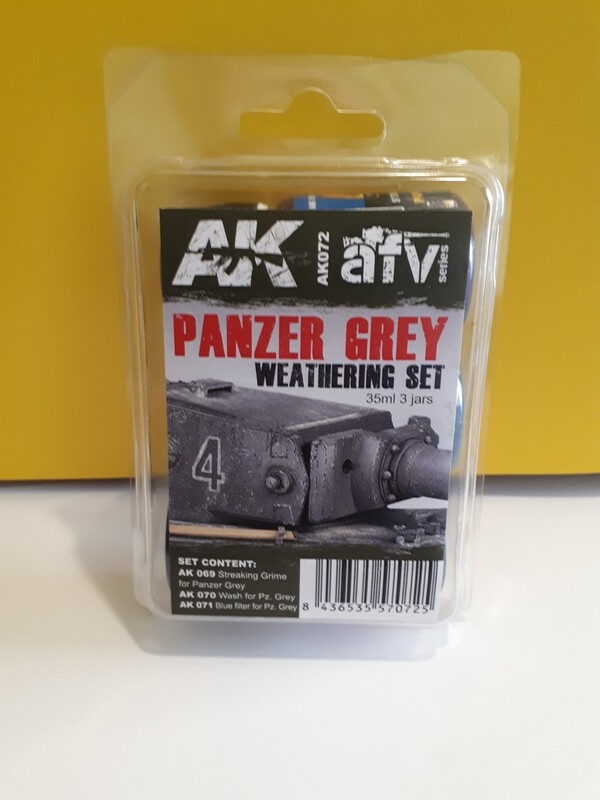 AK
AK072
afv
series
PANZER GREY
WEATHERING SET
35ml 3 jars
4
SET CONTENT:
AK 069 Streaking Grime
for Panzer Grey
AK 070 Wash for Pz. Grey
AK 071 Blue filter for Pz. Grey
8 436535 570725